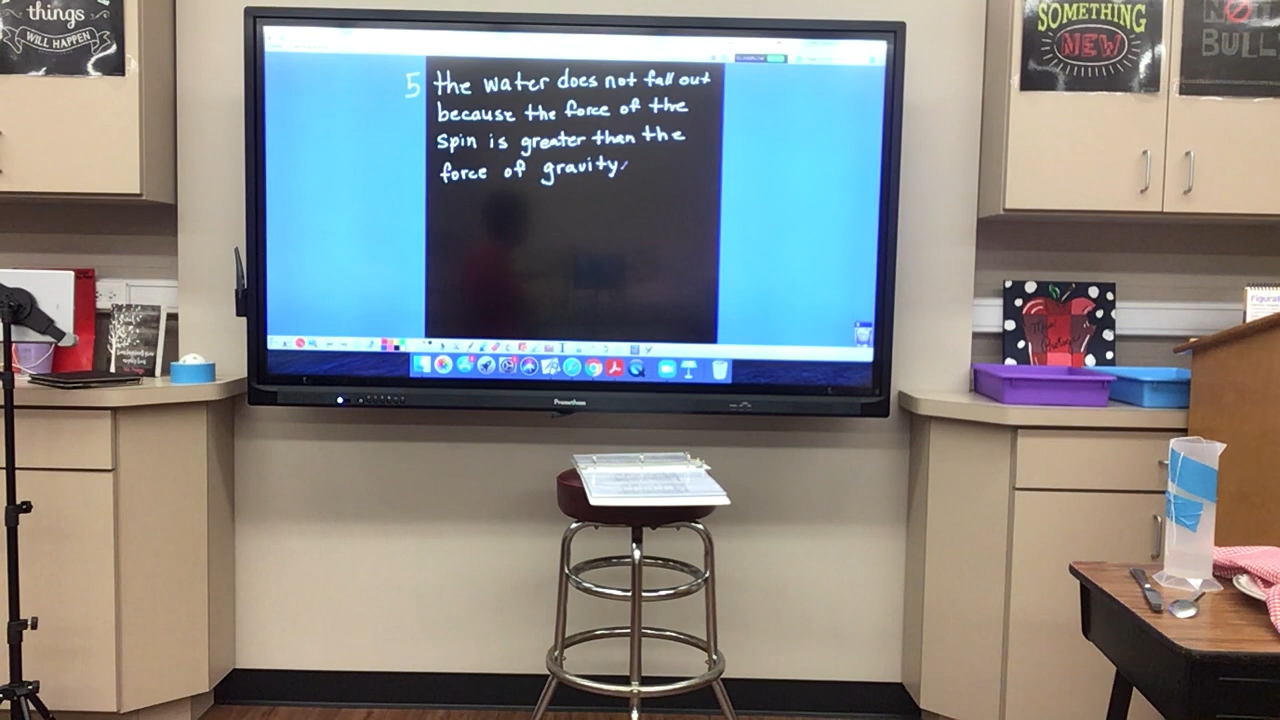 things
WILL HAPPEN
SOMETHING
NEW
BULL
5 the water does not fall out
because the force of the
spin is greater than the
force of gravity.
Promethean
Figura